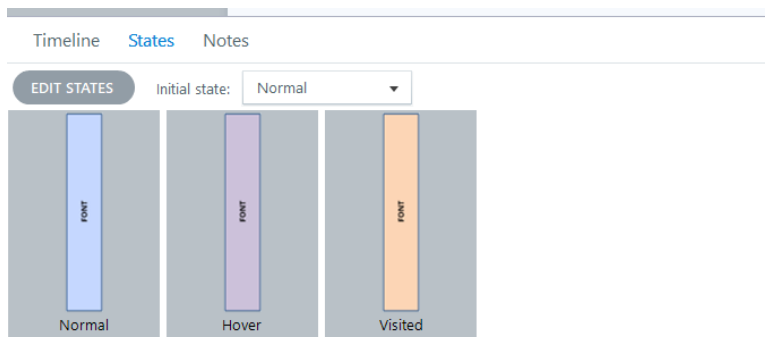 Timeline States Notes
EDIT STATES Initial state: Normal
FONT FONT FONT
Normal Hover Visited